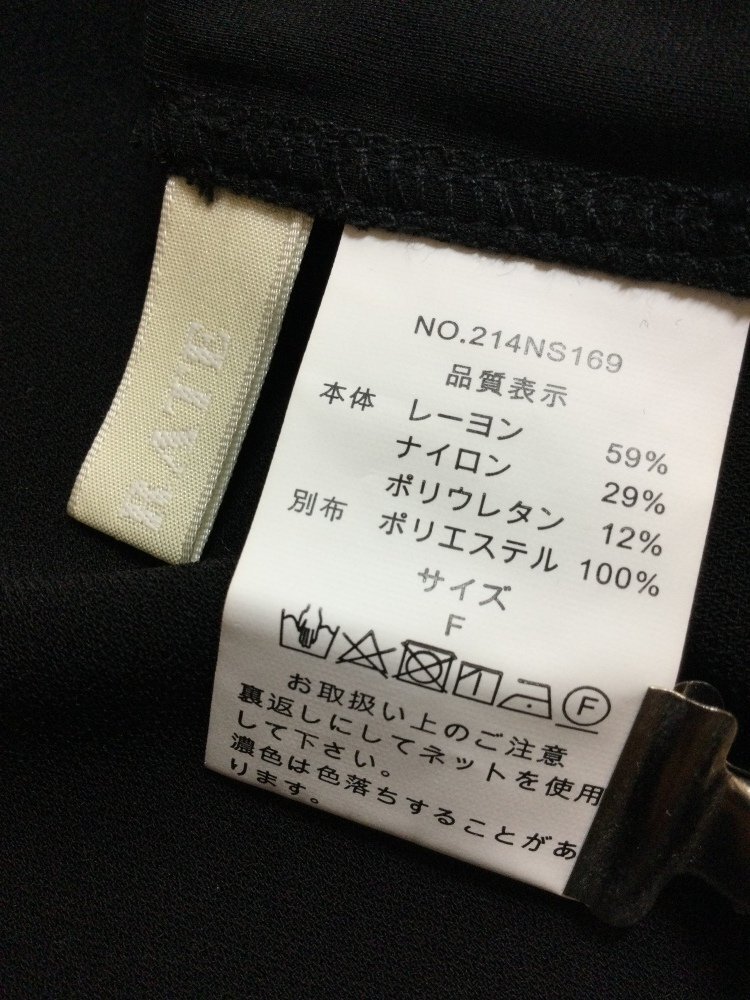 NO.214NS169
品質表示
本体 レーヨン 59%
ナイロン 29%
ポリウレタン 12%
別布 ポリエステル 100%
サイズ
F
F
お取扱い上のご注意
裏返しにしてネットを使用
して下さい。
濃色は色落ちすることがあ
ります。